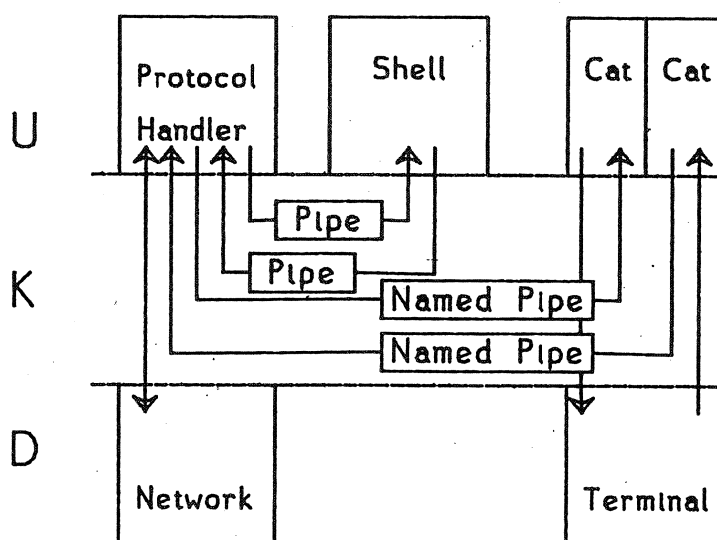 Protocol
Handler
Shell
Cat
Cat
U
Pipe
Pipe
K
Named Pipe
Named Pipe
D
Network
Terminal